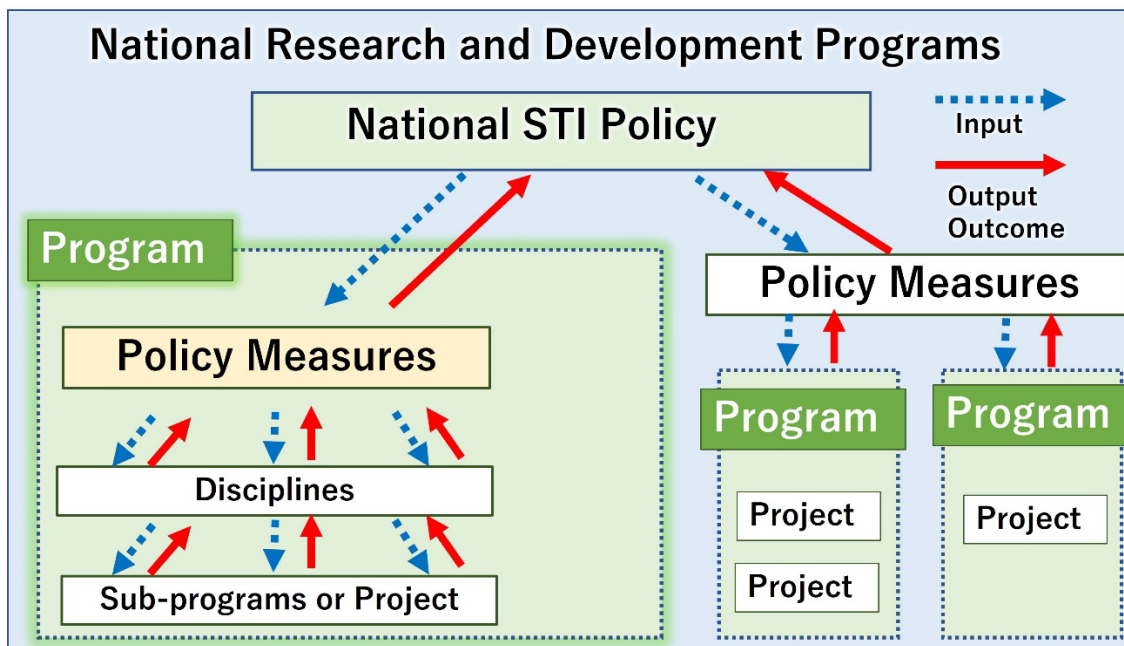 National Research and Development Programs
National STI Policy
Input
Output
Outcome
Program
Policy Measures
Disciplines
Sub-programs or Project
Policy Measures
Program
Project
Project
Program
Project